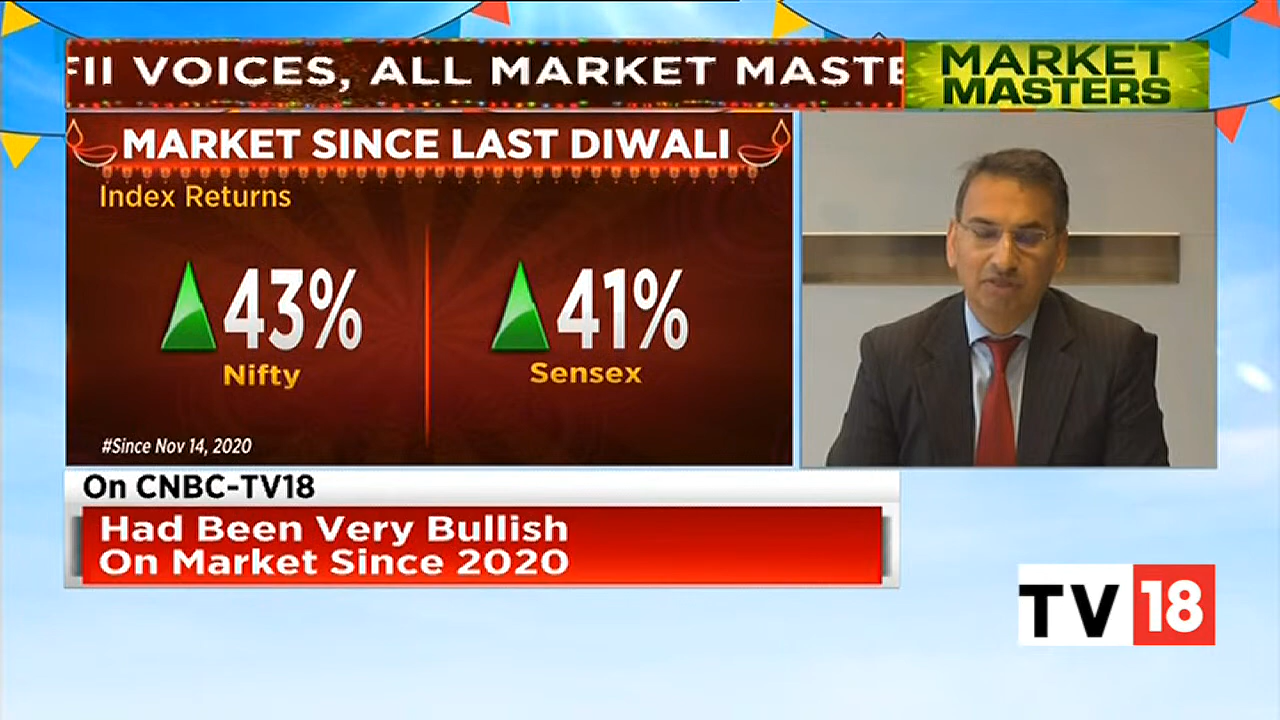 FII VOICES, ALL MARKET MASTE
MARKET
MASTERS
MARKET SINCE LAST DIWALI
Index Returns
43%
Nifty
41%
Sensex
#Since Nov 14, 2020
On CNBC-TV18
Had Been Very Bullish
On Market Since 2020
TV18